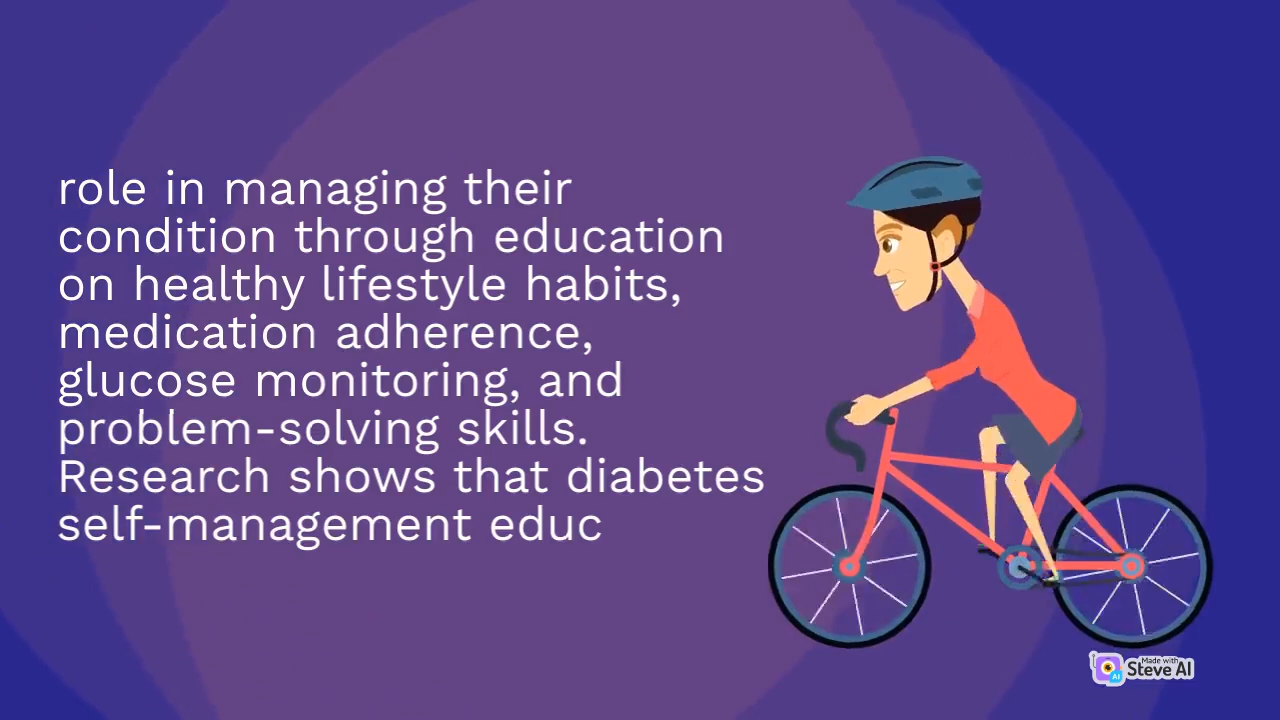 role in managing their
condition through education
on healthy lifestyle habits,
medication adherence,
glucose monitoring, and
problem-solving skills.
Research shows that diabetes
self-management educ
Made with
Steve AI
AI